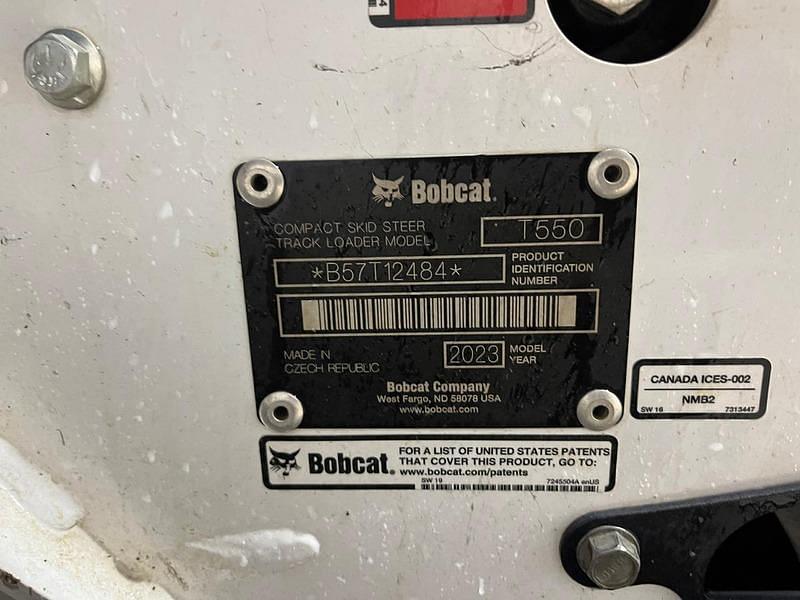 Bobcat.
COMPACT SKID STEER
TRACK LOADER MODEL
T550
*B57T12484*
PRODUCT
IDENTIFICATION
NUMBER
MADE IN
CZECH REPUBLIC
2023
MODEL
YEAR
Bobcat Company
West Fargo, ND 58078 USA
www.bobcat.com
CANADA ICES-002
NMB2
SW 16 7313447
Bobcat.
FOR A LIST OF UNITED STATES PATENTS
THAT COVER THIS PRODUCT, GO TO:
www.bobcat.com/patents
SW 19 7245504A enUS